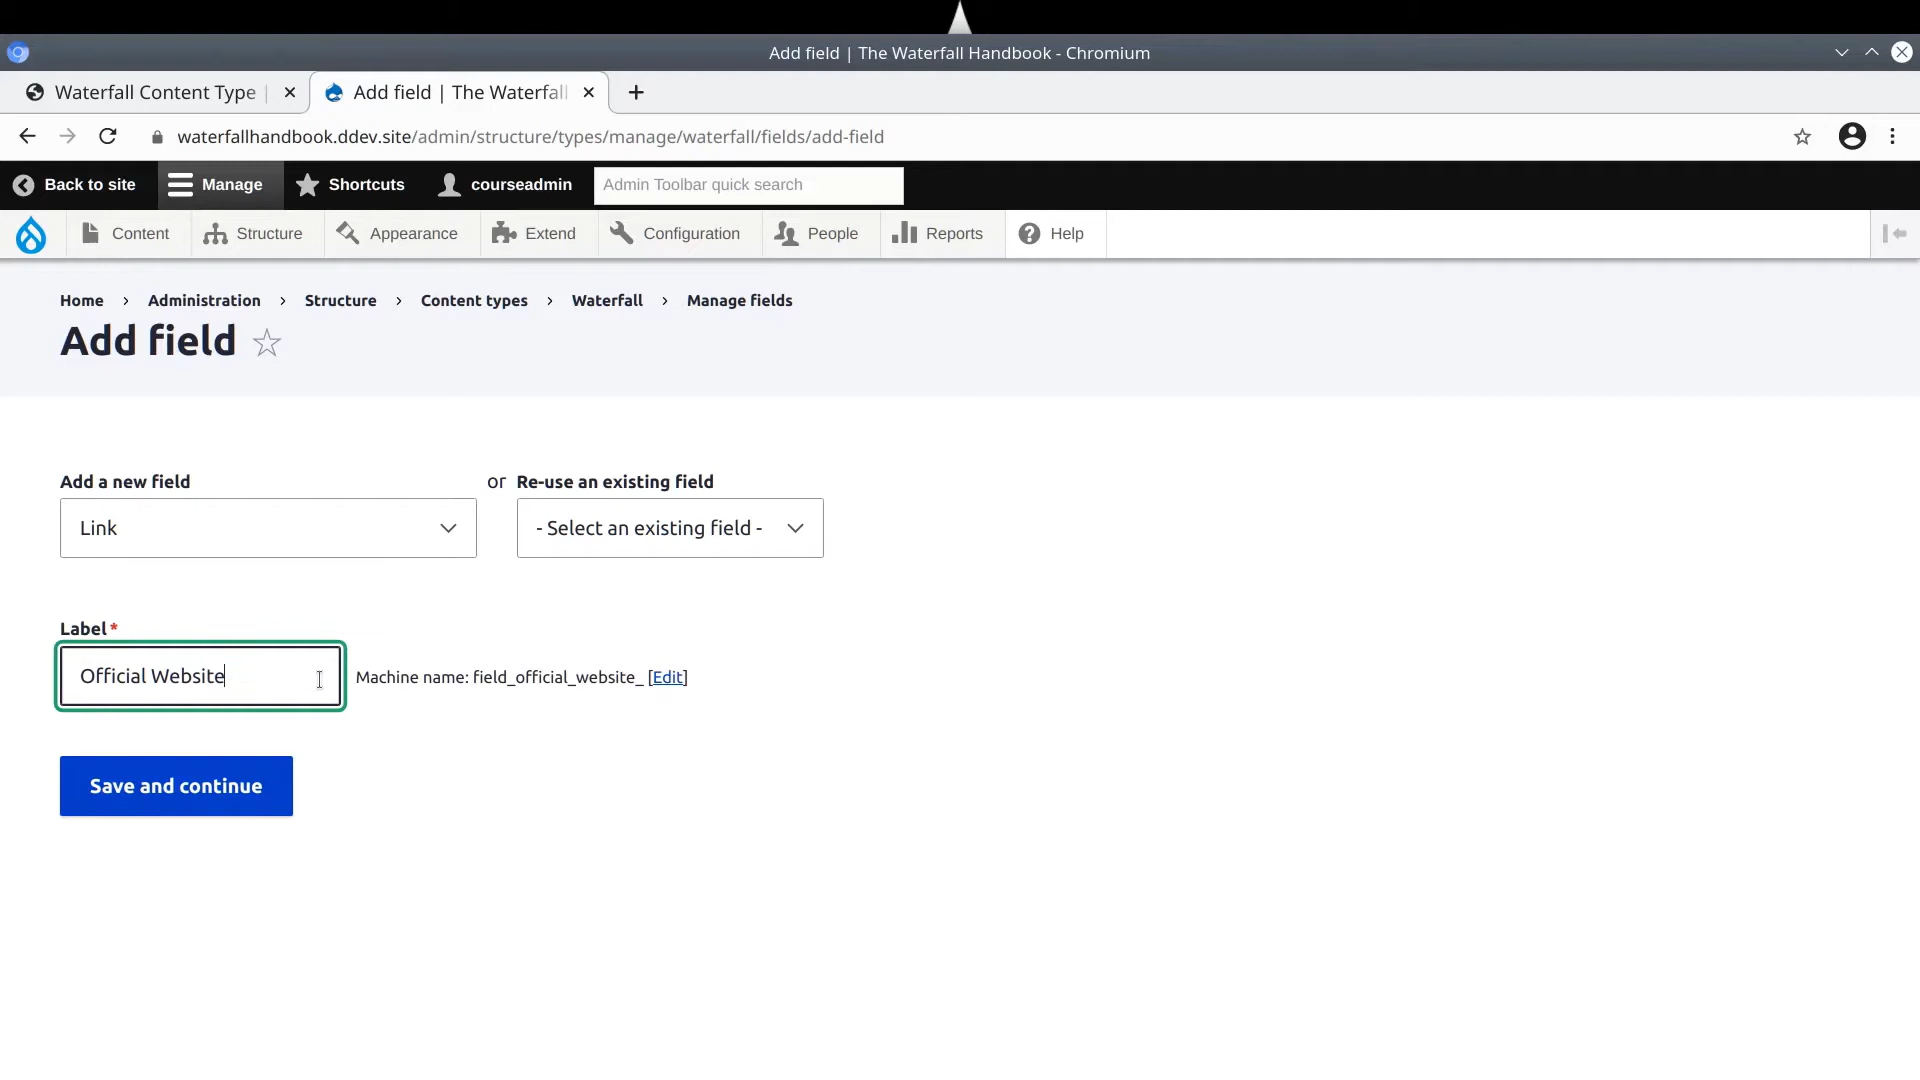 Add field | The Waterfall Handbook - Chromium
Waterfall Content Type |
Add field | The Waterfall
waterfallhandbook.ddev.site/admin/structure/types/manage/waterfall/fields/add-field
Back to site Manage Shortcuts courseadmin Admin Toolbar quick search
Content Structure Appearance Extend Configuration People Reports Help
Home › Administration › Structure › Content types › Waterfall › Manage fields
Add field
Add a new field or Re-use an existing field
Link - Select an existing field -
Label*
Official Website Machine name: field_official_website_ [Edit]
Save and continue